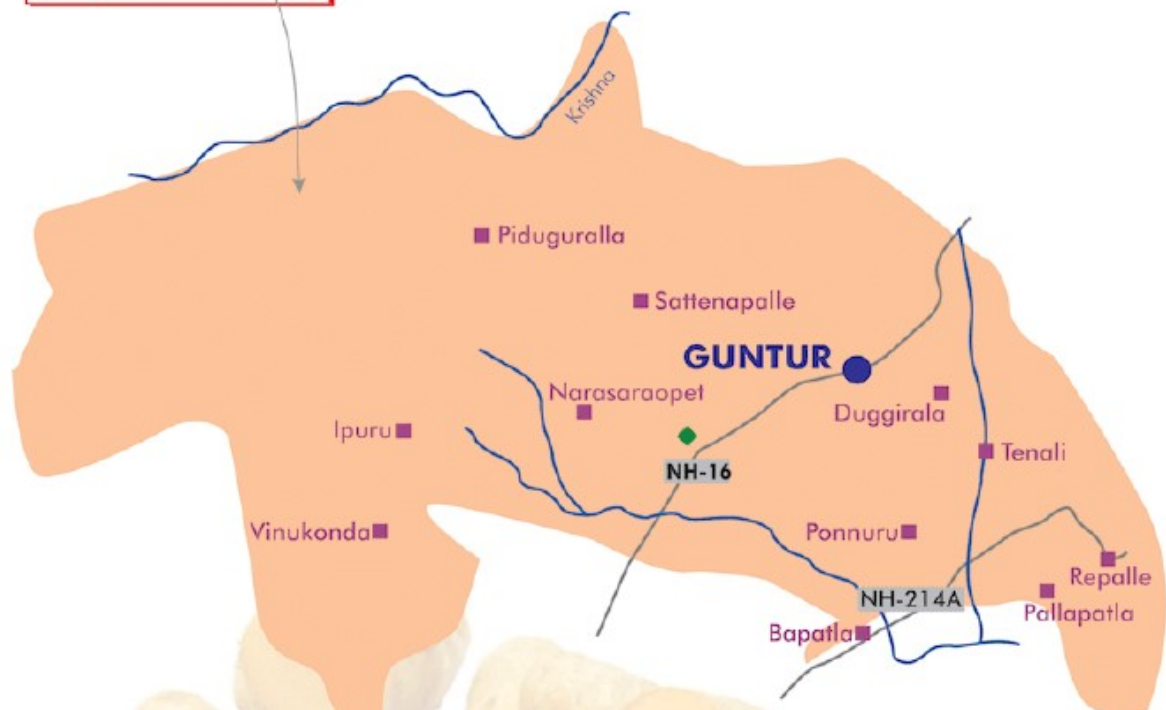 Krishna
Piduguralla
Sattenapalle
GUNTUR
Narasaraopet
Duggirala
Ipuru
Tenali
NH-16
Vinukonda
Ponnuru
Repalle
NH-214A
Pallapatla
Bapatla